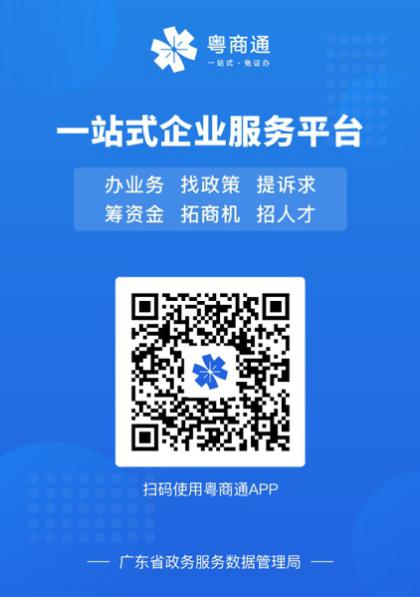 粤商通
一站式·免证办
一站式企业服务平台
办业务 找政策 提诉求
筹资金 拓商机 招人才
扫码使用粤商通APP
广东省政务服务数据管理局